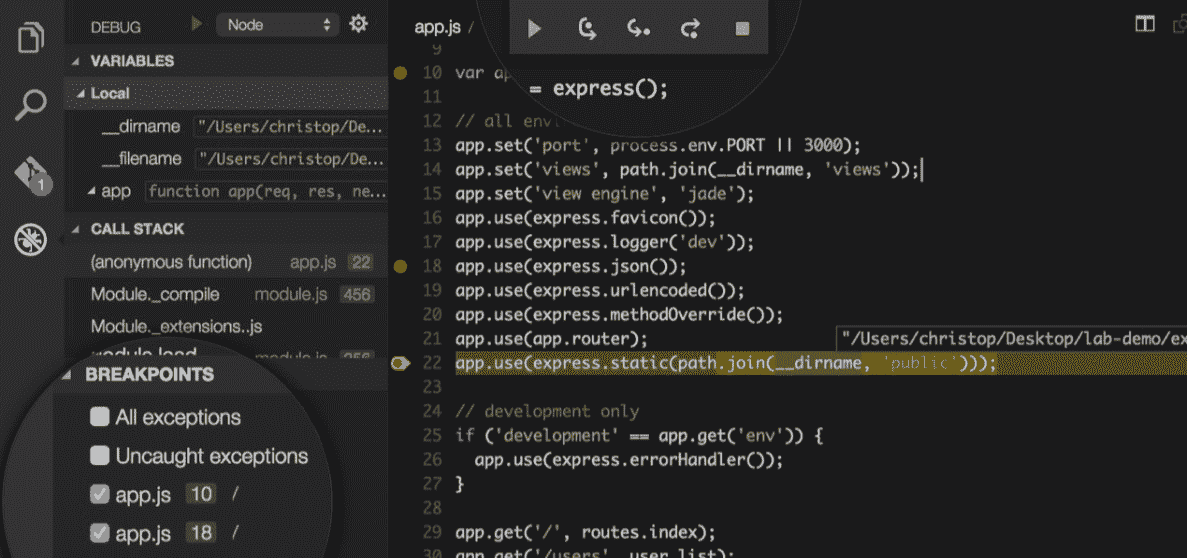 DEBUG
Node
VARIABLES
Local
__dirname "/Users/christop/De...
__filename "/Users/christop/De...
app function app(req, res, ne...
CALL STACK
(anonymous function) app.js 22
Module._compile module.js 456
Module._extensions..js
BREAKPOINTS
All exceptions
Uncaught exceptions
app.js 10 /
app.js 18 /
1
app.js /
9
10 var ap
= express();
11
12 // all env
13 app.set('port', process.env.PORT || 3000);
14 app.set('views', path.join(__dirname, 'views'));
15 app.set('view engine', 'jade');
16 app.use(express.favicon());
17 app.use(express.logger('dev'));
18 app.use(express.json());
19 app.use(express.urlencoded());
20 app.use(express.methodOverride());
21 app.use(app.router);
"/Users/christop/Desktop/lab-demo/ex
22 app.use(express.static(path.join(__dirname, 'public')));
23
24 // development only
25 if ('development' == app.get('env')) {
26 app.use(express.errorHandler());
27 }
28
29 app.get('/', routes.index);
30 app.get('/users', user.list);